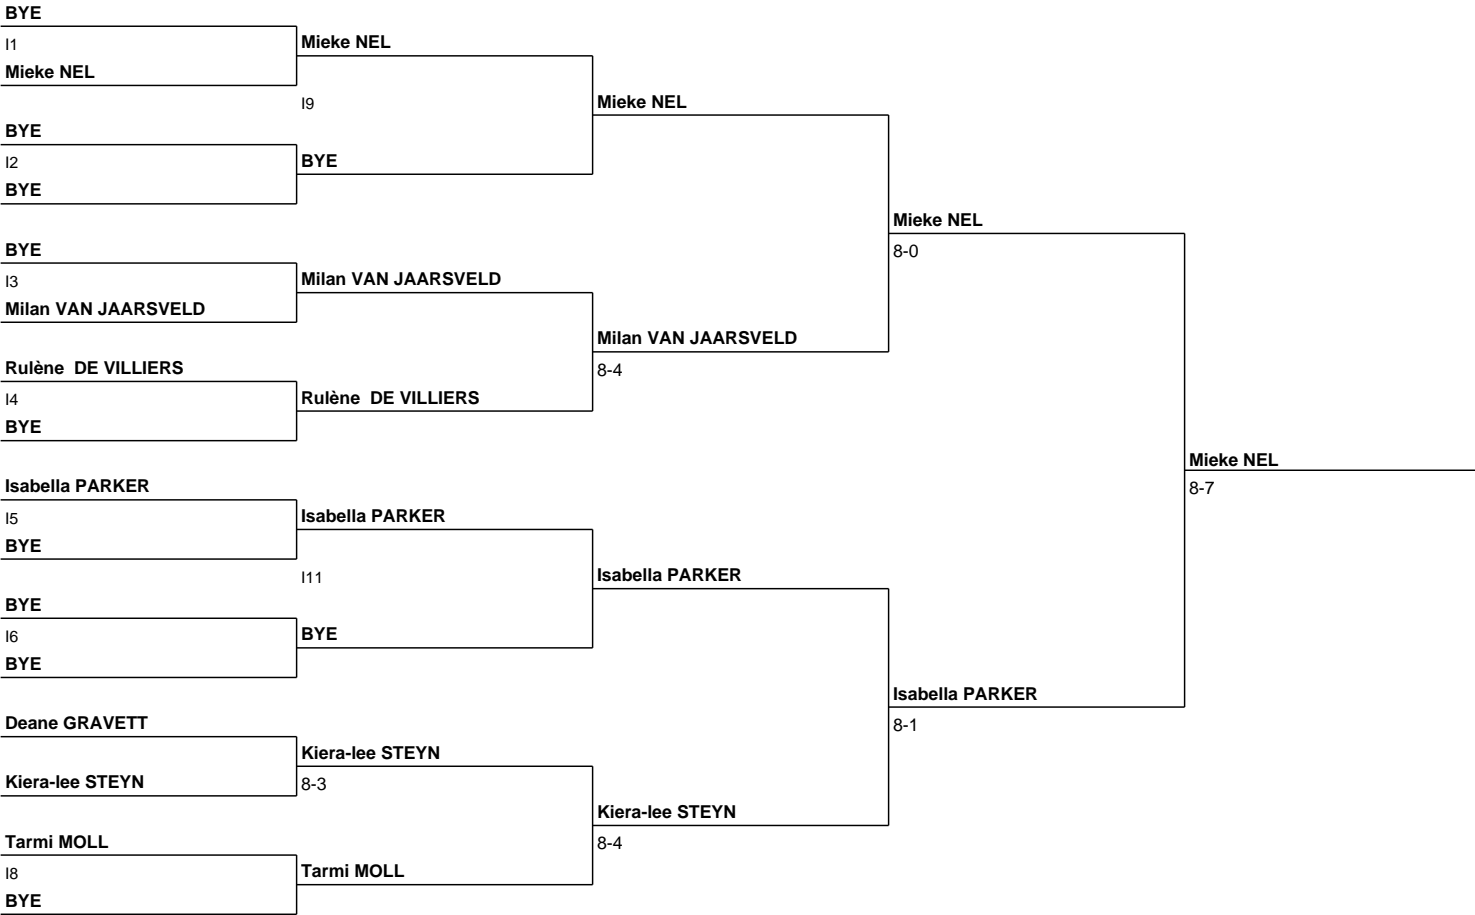 BYE
I1
Mieke NEL
BYE
I2
BYE
BYE
I3
Milan VAN JAARSVELD
Rulène  DE VILLIERS
I4
BYE
Isabella PARKER
I5
BYE
BYE
I6
BYE
Deane GRAVETT
Kiera-lee STEYN
Tarmi MOLL
I8
BYE
Mieke NEL
I9
BYE
Milan VAN JAARSVELD
Rulène  DE VILLIERS
Isabella PARKER
I11
BYE
Kiera-lee STEYN
8-3
Tarmi MOLL
Mieke NEL
Milan VAN JAARSVELD
8-4
Isabella PARKER
Kiera-lee STEYN
8-4
Mieke NEL
8-0
Isabella PARKER
8-1
Mieke NEL
8-7